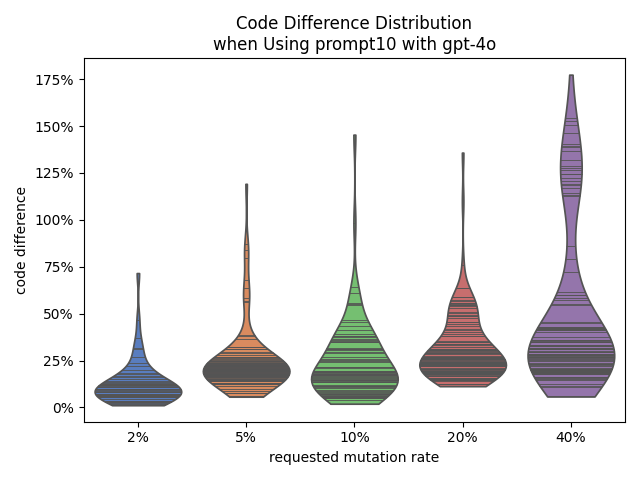 Code Difference Distribution
when Using prompt10 with gpt-4o
175%
150%
125%
100%
75%
50%
25%
0%
code difference
2% 5% 10% 20% 40%
requested mutation rate